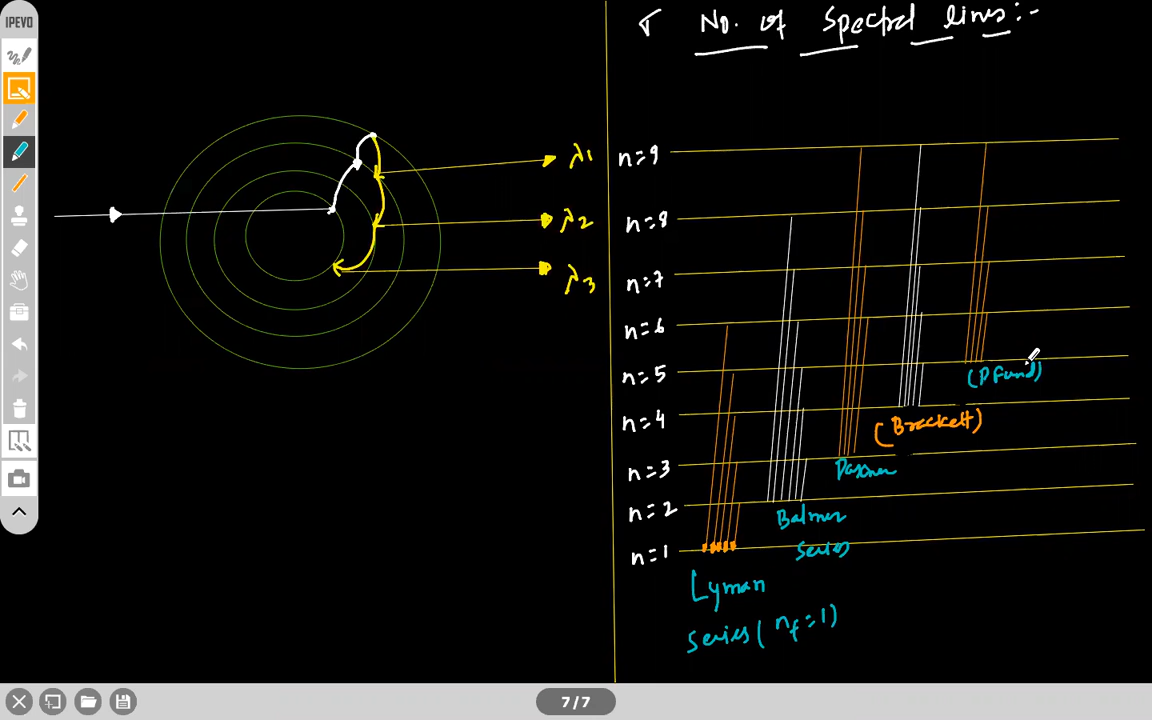 IPEVO
No. of Spectral lines:-
λ1
λ2
λ3
n=9
n=8
n=7
n=6
n=5
n=4
n=3
n=2
n=1
(Pfund)
(Brackett)
Balmer
Series
Lyman
Series (nf=1)
7/7